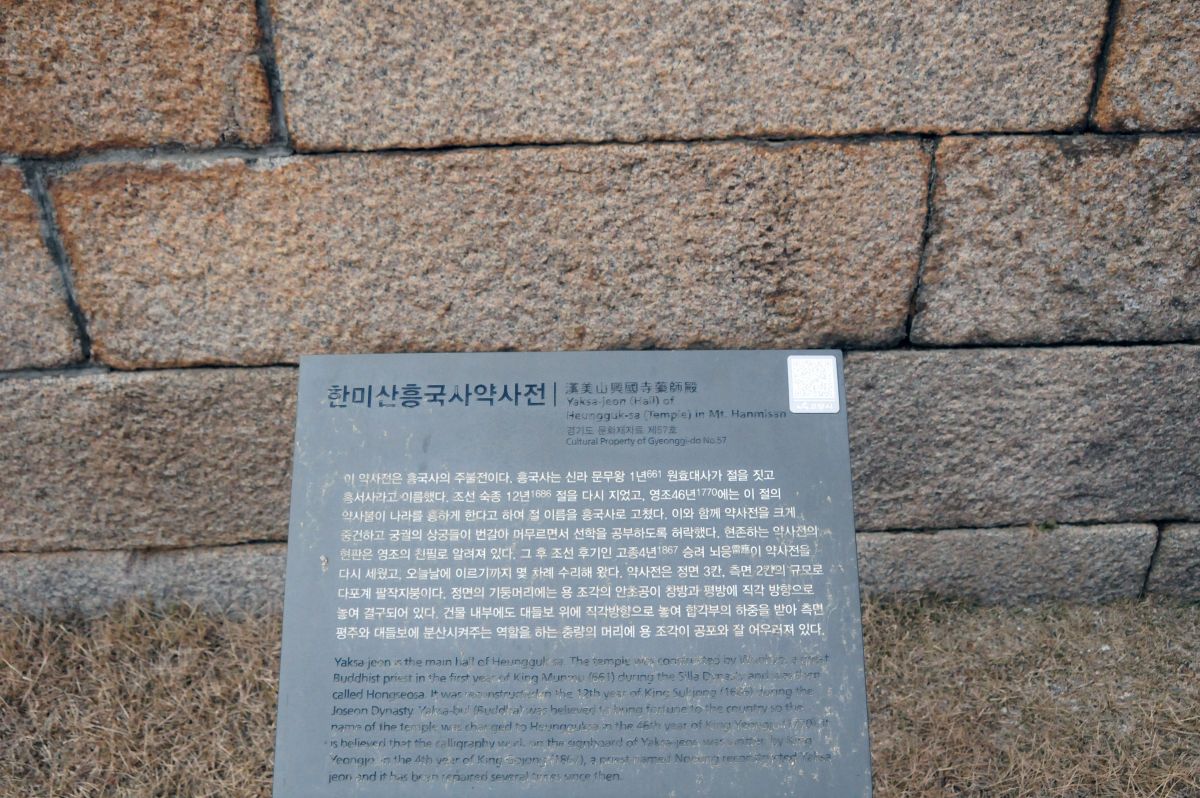 한미산흥국사약사전
漢美山興國寺藥師殿
Yaksa-jeon (Hall) of
Heungguk-sa (Temple) in Mt. Hanmisan
경기도 문화재자료 제57호
Cultural Property of Gyeonggi-do No.57
고양시
이 약사전은 흥국사의 주불전이다. 흥국사는 신라 문무왕 1년661 원효대사가 절을 짓고
흥서사라고 이름했다. 조선 숙종 12년1686 절을 다시 지었고, 영조46년1770에는 이 절의
약사불이 나라를 흥하게 한다고 하여 절 이름을 흥국사로 고쳤다. 이와 함께 약사전을 크게
중건하고 궁궐의 상궁들이 번갈아 머무르면서 선학을 공부하도록 허락했다. 현존하는 약사전의
현판은 영조의 친필로 알려져 있다. 그 후 조선 후기인 고종4년1867 승려 뇌응雷應이 약사전을
다시 세웠고, 오늘날에 이르기까지 몇 차례 수리해 왔다. 약사전은 정면 3칸, 측면 2칸의 규모로
다포계 팔작지붕이다. 정면의 기둥머리에는 용 조각의 안초공이 창방과 평방에 직각 방향으로
놓여 결구되어 있다. 건물 내부에도 대들보 위에 직각방향으로 놓여 합각부의 하중을 받아 측면
평주와 대들보에 분산시켜주는 역할을 하는 충량의 머리에 용 조각이 공포와 잘 어우러져 있다.
Yaksa-jeon is the main hall of Heungguk-sa. The temple was constructed by a great
Buddhist priest in the first year of King Munmu (661) during the Silla Dynasty and was then
called Hongseosa. It was reconstructed in the 12th year of King Sukjong (1686) during the
Joseon Dynasty. Yaksa-bul (Buddha) was believed to bring fortune to the country so the
name of the temple was changed to Heungguksa in the 46th year of King Yeongjo (1770). It
is believed that the calligraphy work on the signboard of Yaksa-jeon was written by King
Yeongjo. In the 4th year of King Gojong (1867), a priest named Noeung reconstructed Yaksa-
jeon and it has been repaired several times since then.